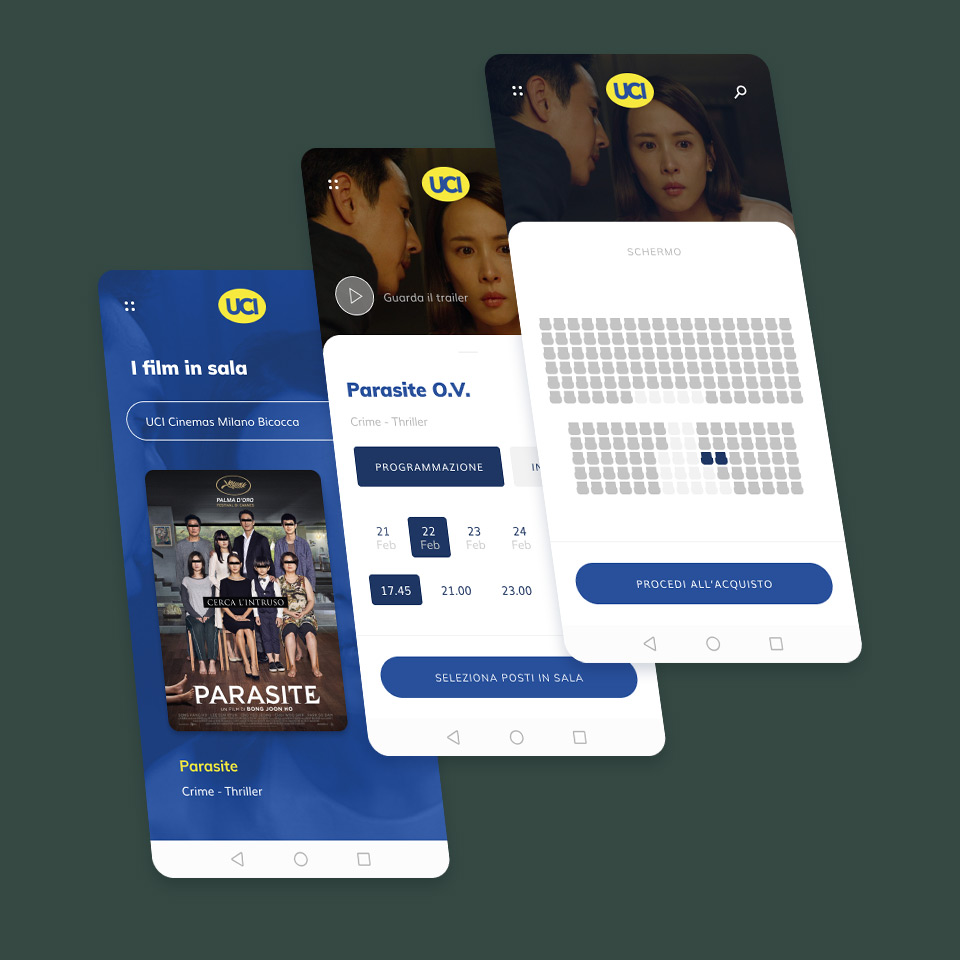 UCI
I film in sala
UCI Cinemas Milano Bicocca
PALMA D'ORO
FESTIVAL DI CANNES
CERCA L'INTRUSO
PARASITE
UN FILM DI BONG JOON HO
Parasite
Crime - Thriller
UCI
Guarda il trailer
Parasite O.V.
Crime - Thriller
PROGRAMMAZIONE
IN
21 22 23 24
Feb Feb Feb Feb
17.45 21.00 23.00
SELEZIONA POSTI IN SALA
UCI
SCHERMO
PROCEDI ALL'ACQUISTO